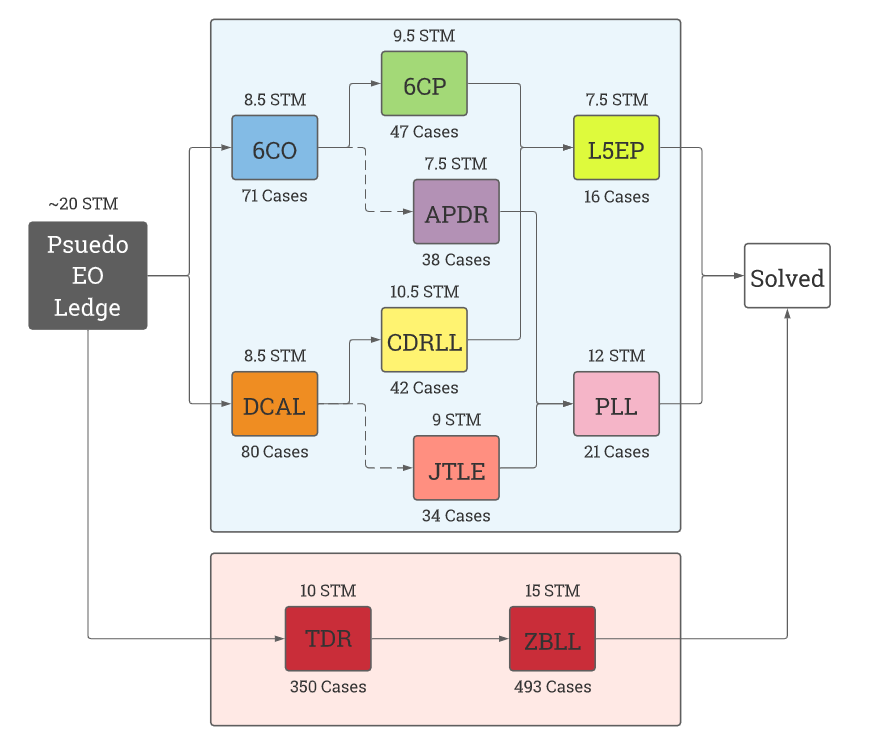 9.5 STM
6CP
47 Cases
8.5 STM
6CO
71 Cases
7.5 STM
L5EP
16 Cases
7.5 STM
APDR
38 Cases
~20 STM
Psuedo
EO
Ledge
Solved
10.5 STM
CDRLL
42 Cases
8.5 STM
DCAL
80 Cases
12 STM
PLL
21 Cases
9 STM
JTLE
34 Cases
10 STM
TDR
350 Cases
15 STM
ZBLL
493 Cases